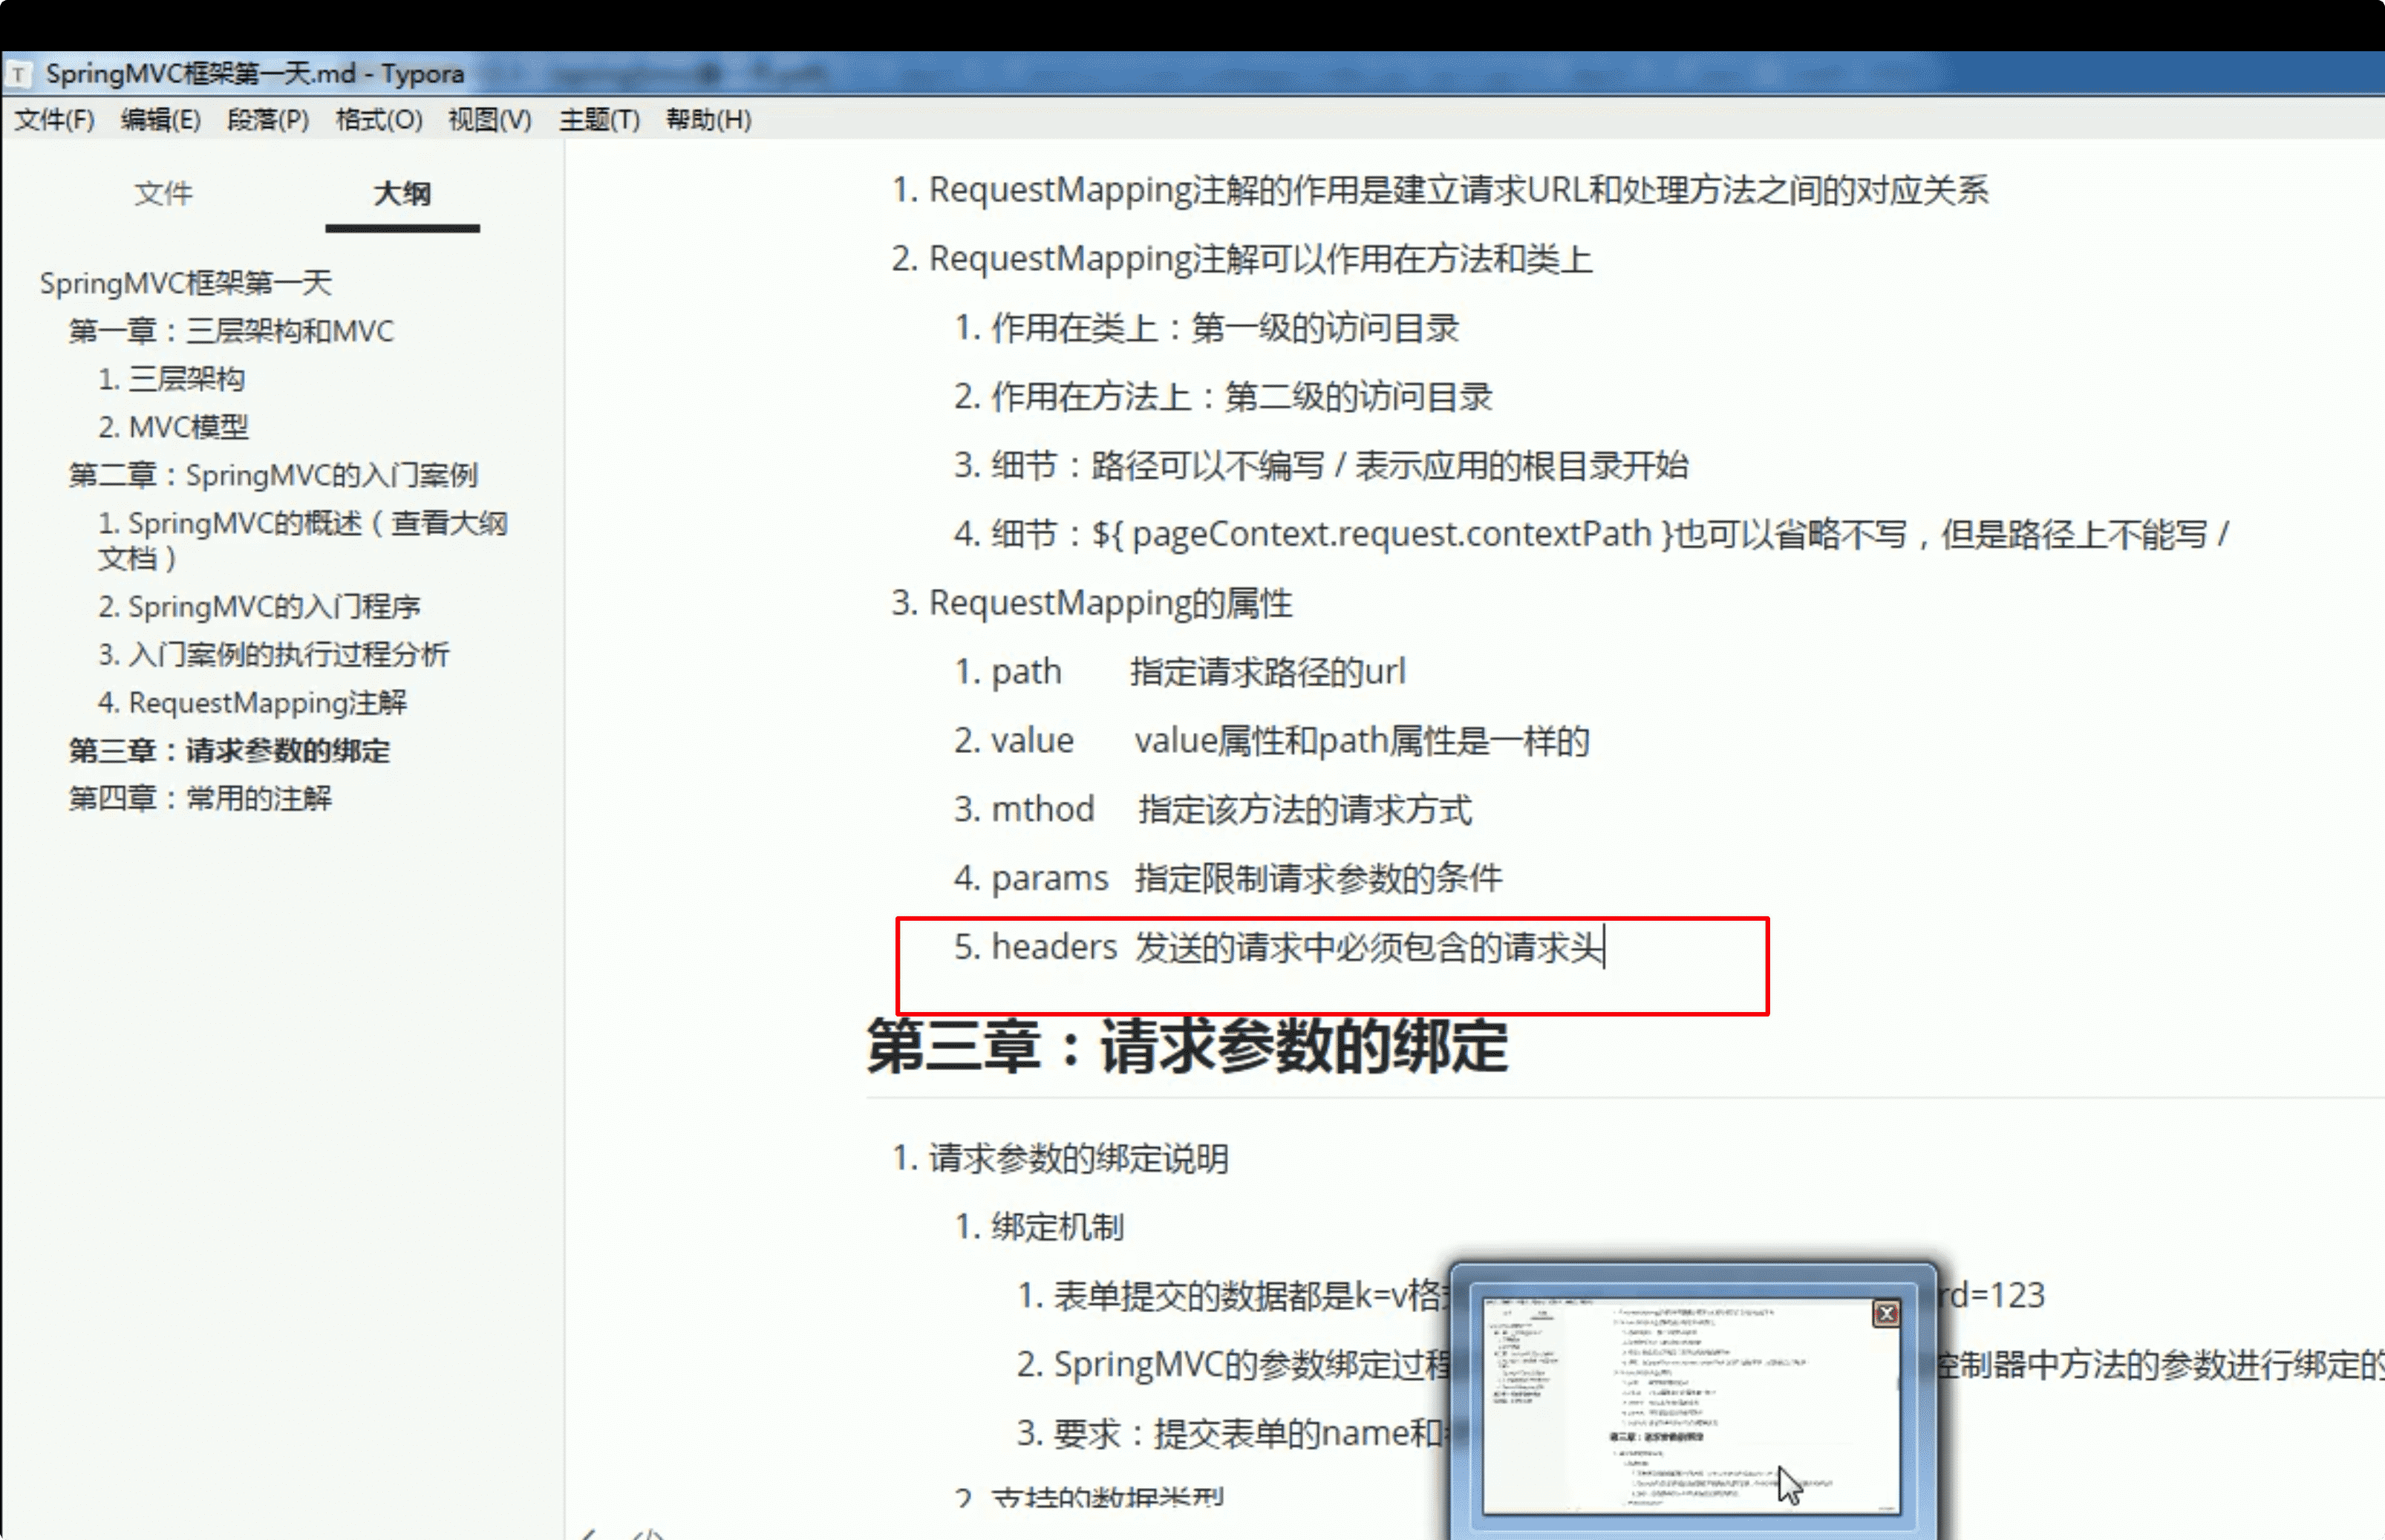 SpringMVC框架第一天.md - Typora
文件(F) 编辑(E) 段落(P) 格式(O) 视图(V) 主题(T) 帮助(H)
文件 大纲
SpringMVC框架第一天
第一章：三层架构和MVC
1. 三层架构
2. MVC模型
第二章：SpringMVC的入门案例
1. SpringMVC的概述（查看大纲
文档）
2. SpringMVC的入门程序
3. 入门案例的执行过程分析
4. RequestMapping注解
第三章：请求参数的绑定
第四章：常用的注解
1. RequestMapping注解的作用是建立请求URL和处理方法之间的对应关系
2. RequestMapping注解可以作用在方法和类上
1. 作用在类上：第一级的访问目录
2. 作用在方法上：第二级的访问目录
3. 细节：路径可以不编写 / 表示应用的根目录开始
4. 细节：${ pageContext.request.contextPath }也可以省略不写，但是路径上不能写 /
3. RequestMapping的属性
1. path 指定请求路径的url
2. value value属性和path属性是一样的
3. mthod 指定该方法的请求方式
4. params 指定限制请求参数的条件
5. headers 发送的请求中必须包含的请求头
第三章：请求参数的绑定
1. 请求参数的绑定说明
1. 绑定机制
1. 表单提交的数据都是k=v格 rd=123
2. SpringMVC的参数绑定过程 控制器中方法的参数进行绑定的
3. 要求：提交表单的name和
2. 支持的数据类型